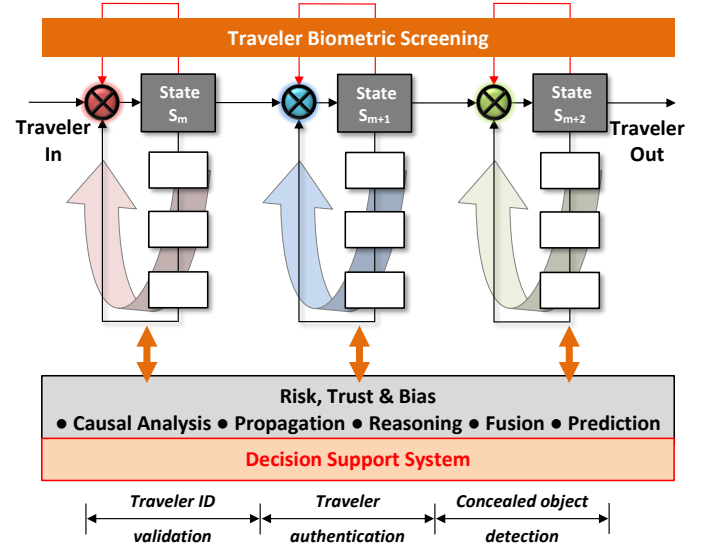 Traveler Biometric Screening
State
Sₘ
State
Sₘ₊₁
State
Sₘ₊₂
Traveler
In
Traveler
Out
Risk, Trust & Bias
● Causal Analysis ● Propagation ● Reasoning ● Fusion ● Prediction
Decision Support System
Traveler ID
validation
Traveler
authentication
Concealed object
detection